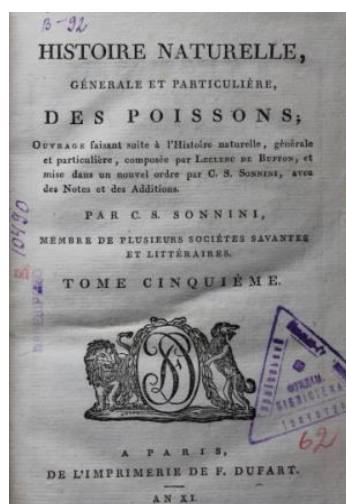 B-92
HISTOIRE NATURELLE,
GÉNERALE ET PARTICULIÈRE,
DES POISSONS;
OUVRAGE faisant suite à l'Histoire naturelle, générale
et particulière, composée par LECLERC DE BUFFON, et
mise dans un nouvel ordre par C. S. SONNINI, avec
des Notes et des Additions.
PAR C. S. SONNINI,
MEMBRE DE PLUSIEURS SOCIÉTÉS SAVANTES
ET LITTÉRAIRES.
TOME CINQUIÈME.
10490
62
A PARIS,
DE L'IMPRIMERIE DE F. DUFART.
AN XI.